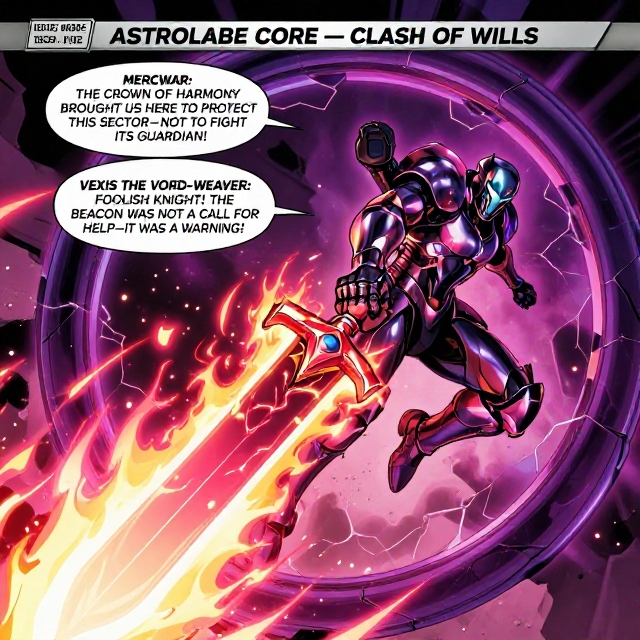 ASTROLABE CORE — CLASH OF WILLS
MERCWAR:
THE CROWN OF HARMONY
BROUGHT US HERE TO PROTECT
THIS SECTOR—NOT TO FIGHT
ITS GUARDIAN!
VEXIS THE VORD-WEAVER:
FOOLISH KNIGHT! THE
BEACON WAS NOT A CALL FOR
HELP—IT WAS A WARNING!